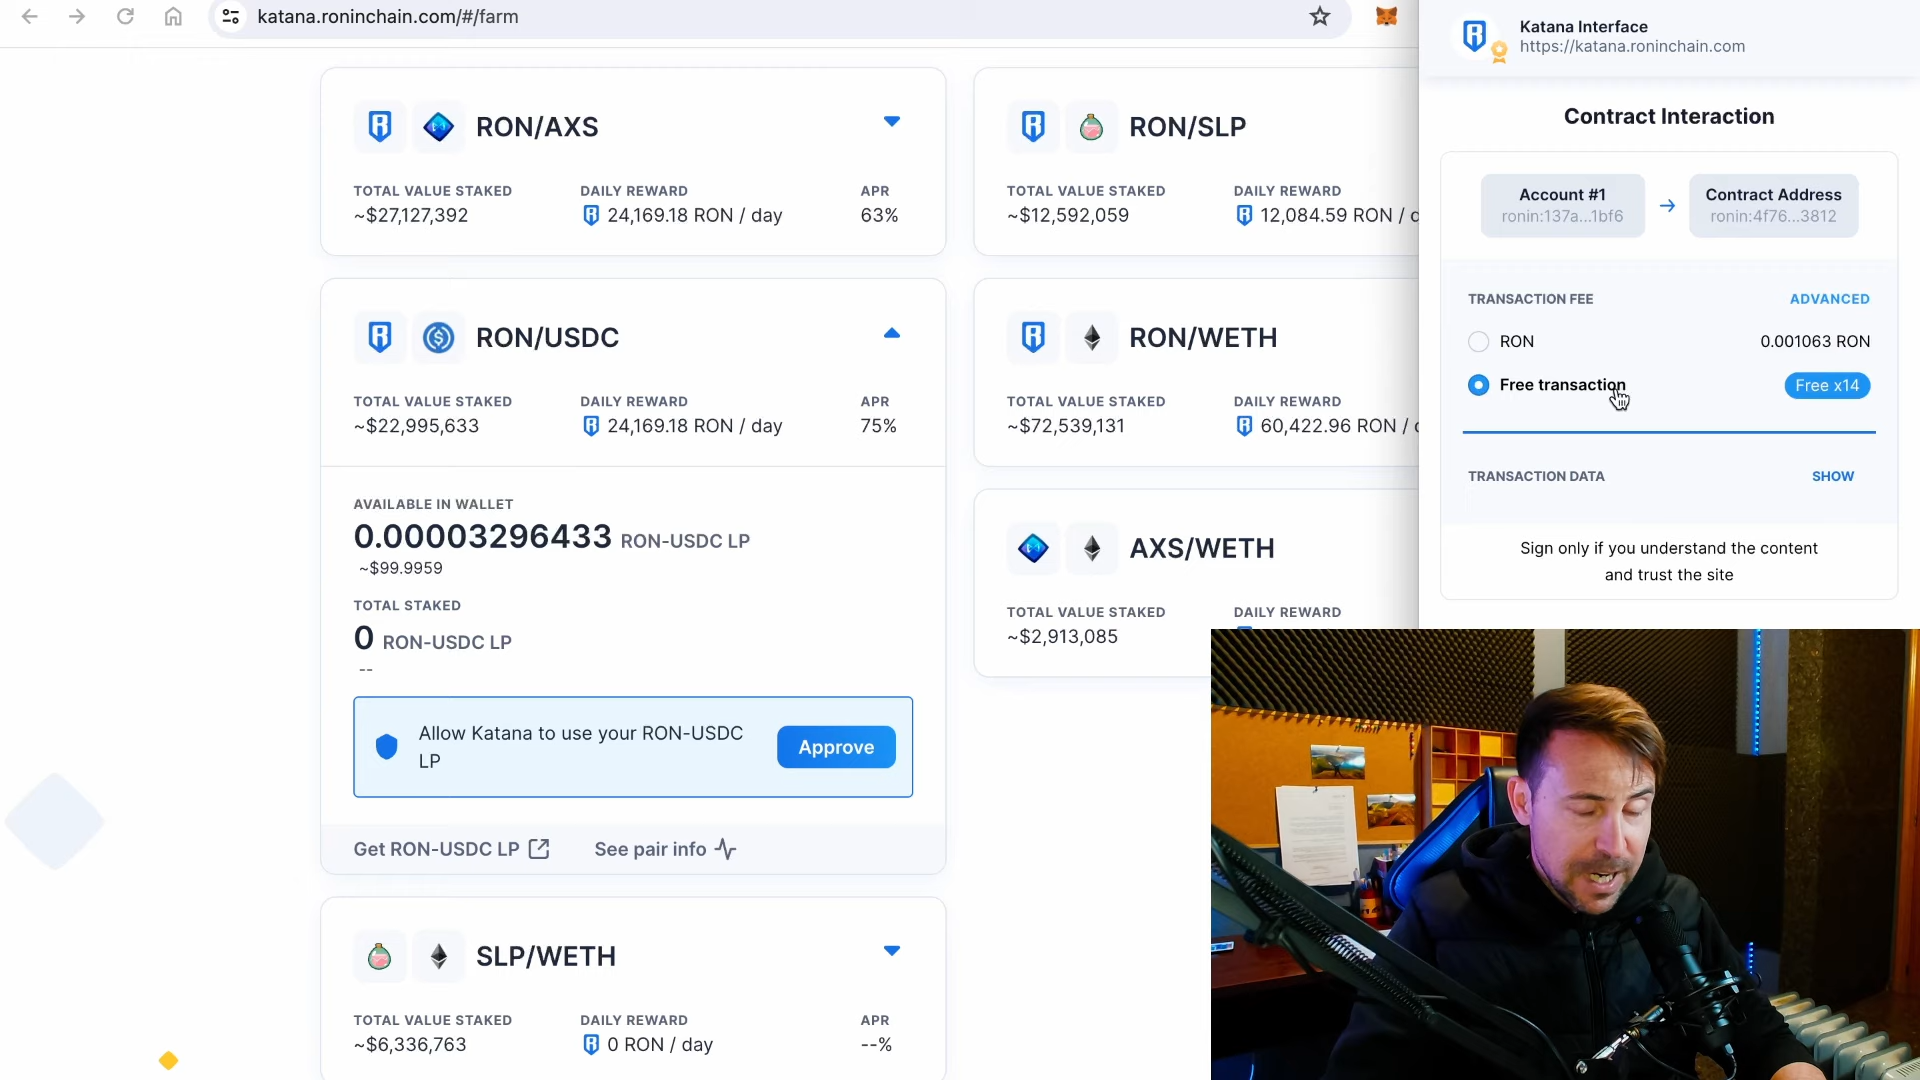 katana.roninchain.com/#/farm
RON/AXS
TOTAL VALUE STAKED
DAILY REWARD
APR
~$27,127,392
24,169.18 RON / day
63%
RON/USDC
TOTAL VALUE STAKED
DAILY REWARD
APR
~$22,995,633
24,169.18 RON / day
75%
AVAILABLE IN WALLET
0.00003296433 RON-USDC LP
~$99.9959
TOTAL STAKED
0 RON-USDC LP
--
Allow Katana to use your RON-USDC
LP
Approve
Get RON-USDC LP
See pair info
SLP/WETH
TOTAL VALUE STAKED
DAILY REWARD
APR
~$6,336,763
0 RON / day
--%
RON/SLP
TOTAL VALUE STAKED
DAILY REWARD
~$12,592,059
12,084.59 RON /
RON/WETH
TOTAL VALUE STAKED
DAILY REWARD
~$72,539,131
60,422.96 RON /
AXS/WETH
TOTAL VALUE STAKED
DAILY REWARD
~$2,913,085
Katana Interface
https://katana.roninchain.com
Contract Interaction
Account #1
ronin:137a...1bf6
Contract Address
ronin:4f76...3812
TRANSACTION FEE
ADVANCED
RON
0.001063 RON
Free transaction
Free x14
TRANSACTION DATA
SHOW
Sign only if you understand the content
and trust the site